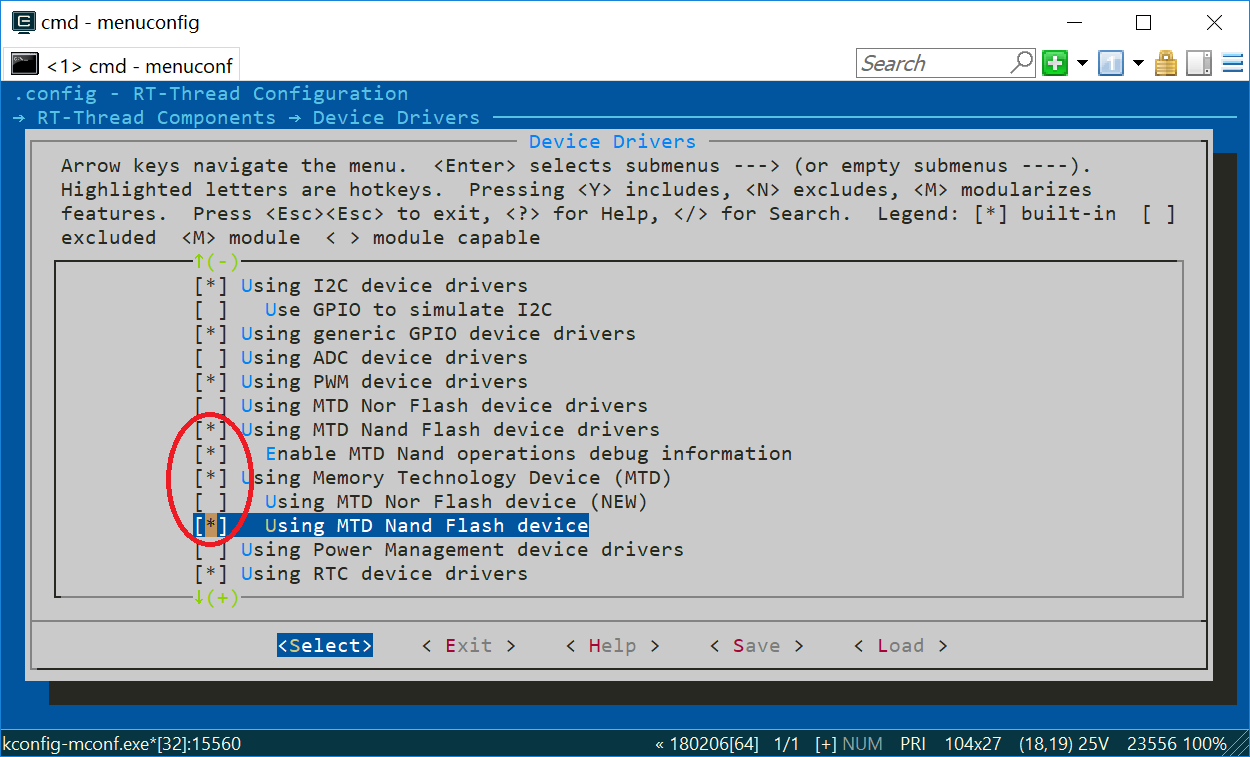 cmd - menuconfig
<1> cmd - menuconf
Search
.config - RT-Thread Configuration
→ RT-Thread Components → Device Drivers
Device Drivers
Arrow keys navigate the menu.  <Enter> selects submenus ---> (or empty submenus ----).
Highlighted letters are hotkeys.  Pressing <Y> includes, <N> excludes, <M> modularizes
features.  Press <Esc><Esc> to exit, <?> for Help, </> for Search.  Legend: [*] built-in  [ ]
excluded  <M> module  < > module capable
↑(-)
[*] Using I2C device drivers
[ ]   Use GPIO to simulate I2C
[*] Using generic GPIO device drivers
[ ] Using ADC device drivers
[*] Using PWM device drivers
[ ] Using MTD Nor Flash device drivers
[*] Using MTD Nand Flash device drivers
[*]   Enable MTD Nand operations debug information
[*] Using Memory Technology Device (MTD)
[ ]   Using MTD Nor Flash device (NEW)
[*]   Using MTD Nand Flash device
[ ] Using Power Management device drivers
[*] Using RTC device drivers
↓(+)
<Select>    < Exit >    < Help >    < Save >    < Load >
kconfig-mconf.exe*[32]:15560    « 180206[64]  1/1  [+] NUM  PRI  104x27  (18,19) 25V  23556 100%